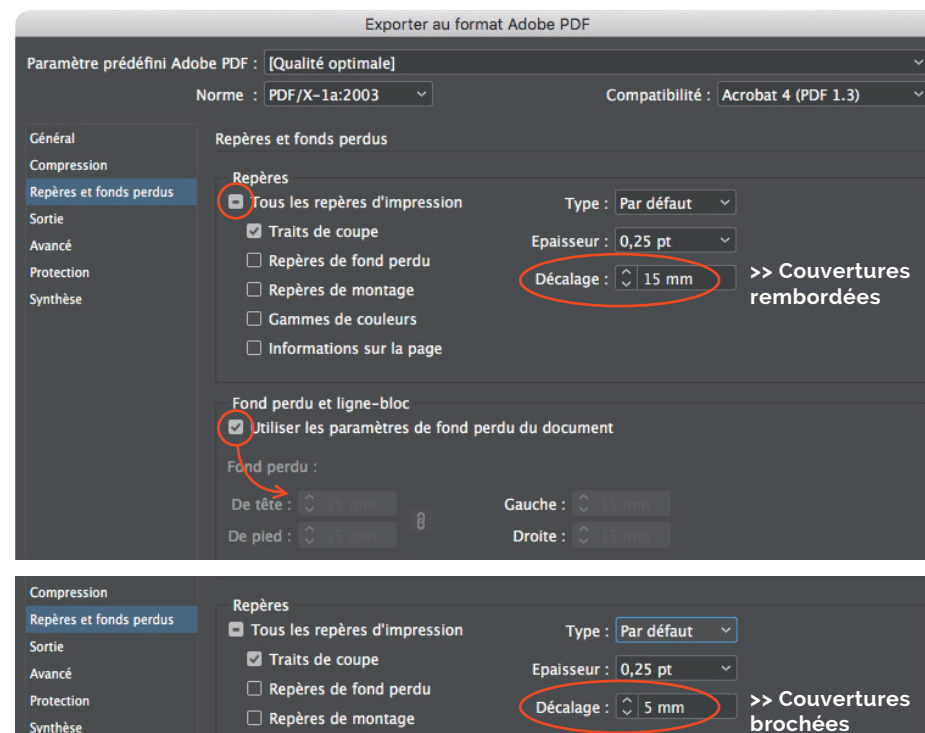 Exporter au format Adobe PDF
Paramètre prédéfini Adobe PDF : [Qualité optimale]
Norme : PDF/X-1a:2003 Compatibilité : Acrobat 4 (PDF 1.3)
Général
Compression
Repères et fonds perdus
Sortie
Avancé
Protection
Synthèse
Repères et fonds perdus
Repères
Tous les repères d'impression
Traits de coupe
Repères de fond perdu
Repères de montage
Gammes de couleurs
Informations sur la page
Type : Par défaut
Epaisseur : 0,25 pt
Décalage : 15 mm
>> Couvertures
rembordées
Fond perdu et ligne-bloc
Utiliser les paramètres de fond perdu du document
Fond perdu :
De tête : 15 mm
De pied : 15 mm
Gauche : 15 mm
Droite : 15 mm
Compression
Repères et fonds perdus
Sortie
Avancé
Protection
Synthèse
Repères
Tous les repères d'impression
Traits de coupe
Repères de fond perdu
Repères de montage
Type : Par défaut
Epaisseur : 0,25 pt
Décalage : 5 mm
>> Couvertures
brochées